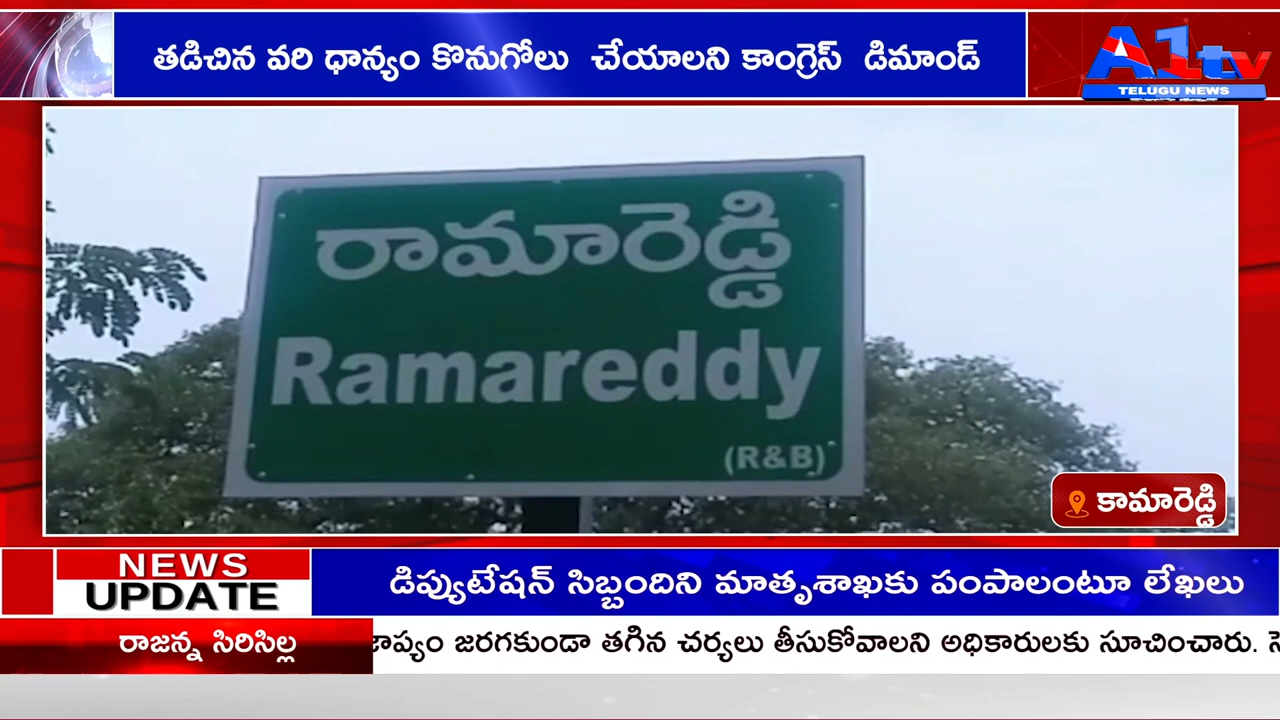 తడిచిన వరి ధాన్యం కొనుగోలు చేయాలని కాంగ్రెస్ డిమాండ్
A1tv
TELUGU NEWS
రామారెడ్డి
Ramareddy
(R&B)
కామారెడ్డి
NEWS
UPDATE
డిప్యుటేషన్ సిబ్బందిని మాతృశాఖకు పంపాలంటూ లేఖలు
రాజన్న సిరిసిల్ల
జరగకుండా తగిన చర్యలు తీసుకోవాలని అధికారులకు సూచించారు.